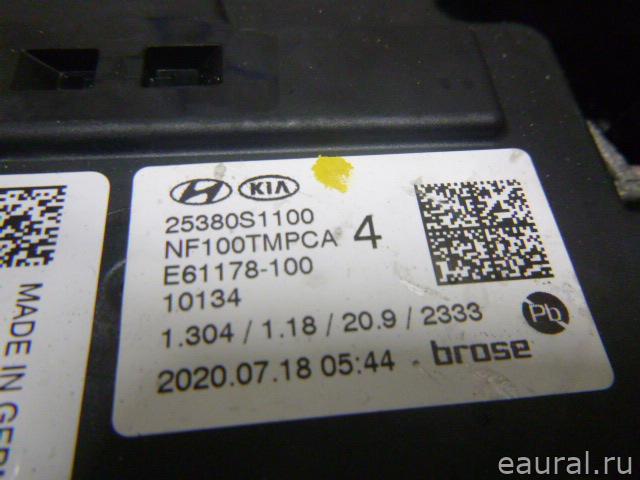 HYUNDAI KIA
25380S1100
NF100TMPCA 4
E61178-100
10134
1.304 / 1.18 / 20.9 / 2333
Pb
2020.07.18 05:44
brose
MADE IN
eaural.ru